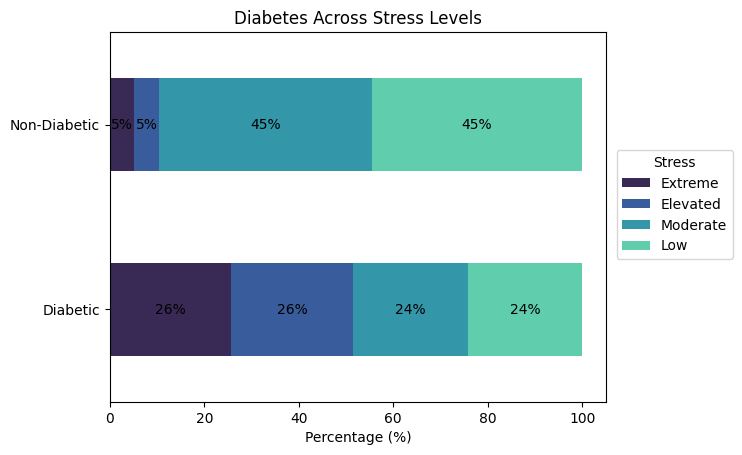 Diabetes Across Stress Levels
Non-Diabetic
5% 5% 45% 45%
Stress
Extreme
Elevated
Moderate
Low
Diabetic
26% 26% 24% 24%
0 20 40 60 80 100
Percentage (%)